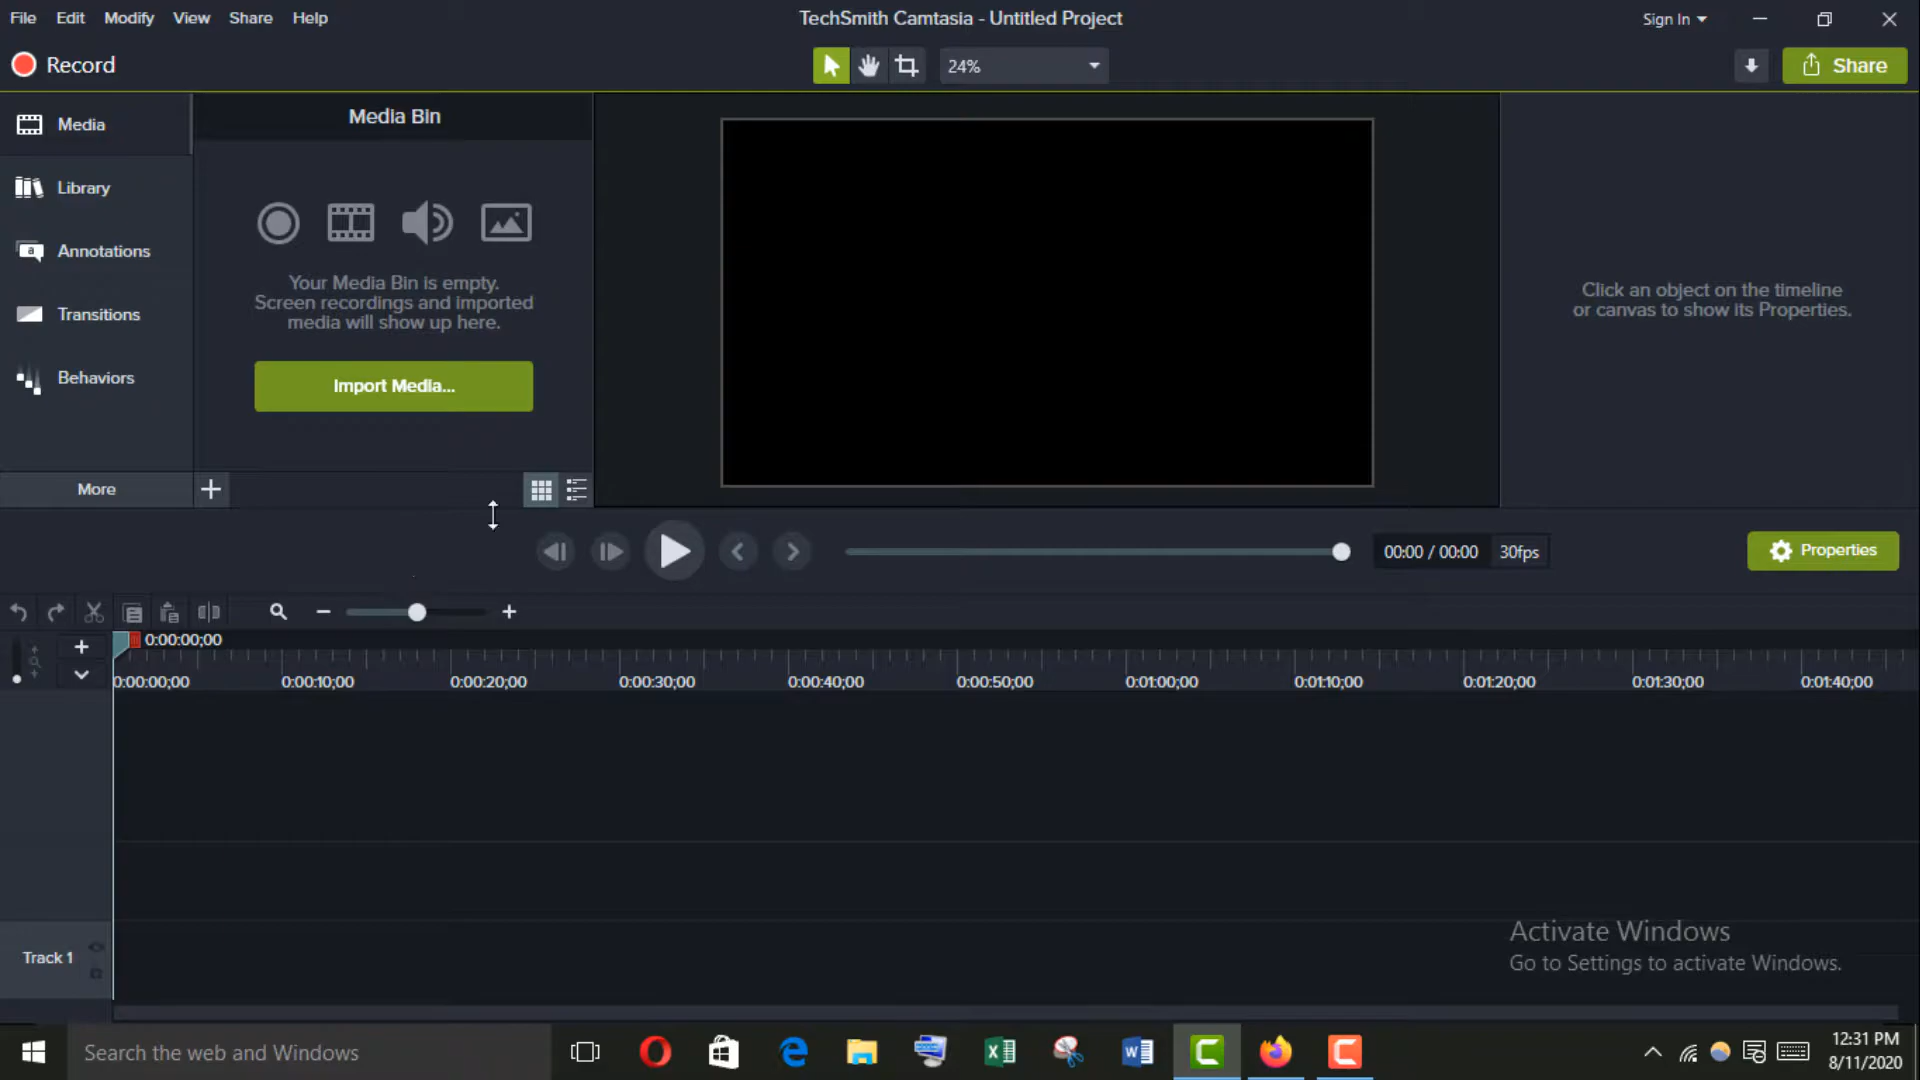 File Edit Modify View Share Help
TechSmith Camtasia - Untitled Project
Sign In
Record
24%
Share
Media
Library
Annotations
Transitions
Behaviors
More
Media Bin
Your Media Bin is empty.
Screen recordings and imported
media will show up here.
Import Media...
Click an object on the timeline
or canvas to show its Properties.
00:00 / 00:00
30fps
Properties
0:00:00;00
0:00:00;00
0:00:10;00
0:00:20;00
0:00:30;00
0:00:40;00
0:00:50;00
0:01:00;00
0:01:10;00
0:01:20;00
0:01:30;00
0:01:40;00
Track 1
Activate Windows
Go to Settings to activate Windows.
Search the web and Windows
12:31 PM
8/11/2020